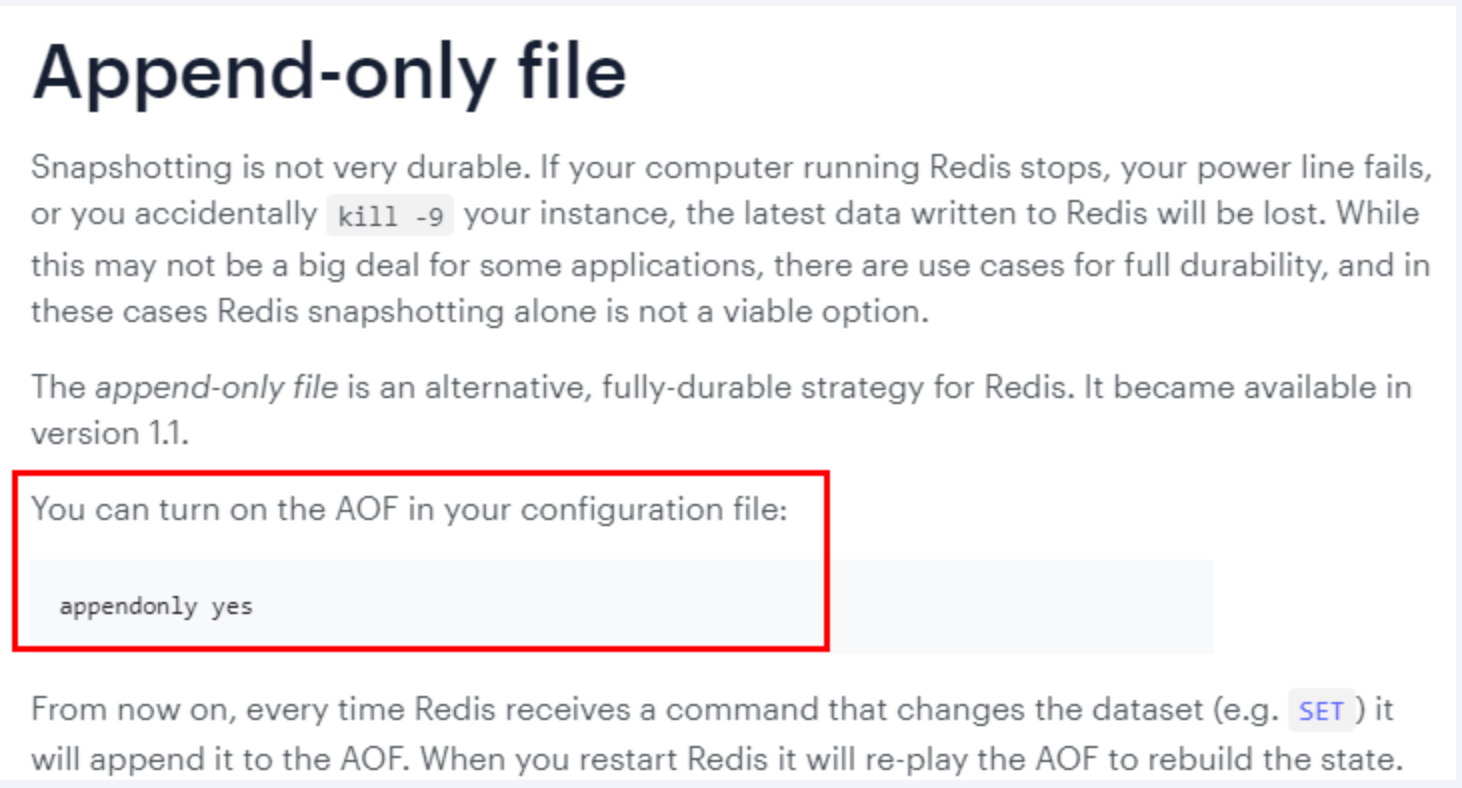 Append-only file
Snapshotting is not very durable. If your computer running Redis stops, your power line fails,
or you accidentally kill -9 your instance, the latest data written to Redis will be lost. While
this may not be a big deal for some applications, there are use cases for full durability, and in
these cases Redis snapshotting alone is not a viable option.
The append-only file is an alternative, fully-durable strategy for Redis. It became available in
version 1.1.
You can turn on the AOF in your configuration file:
appendonly yes
From now on, every time Redis receives a command that changes the dataset (e.g. SET ) it
will append it to the AOF. When you restart Redis it will re-play the AOF to rebuild the state.